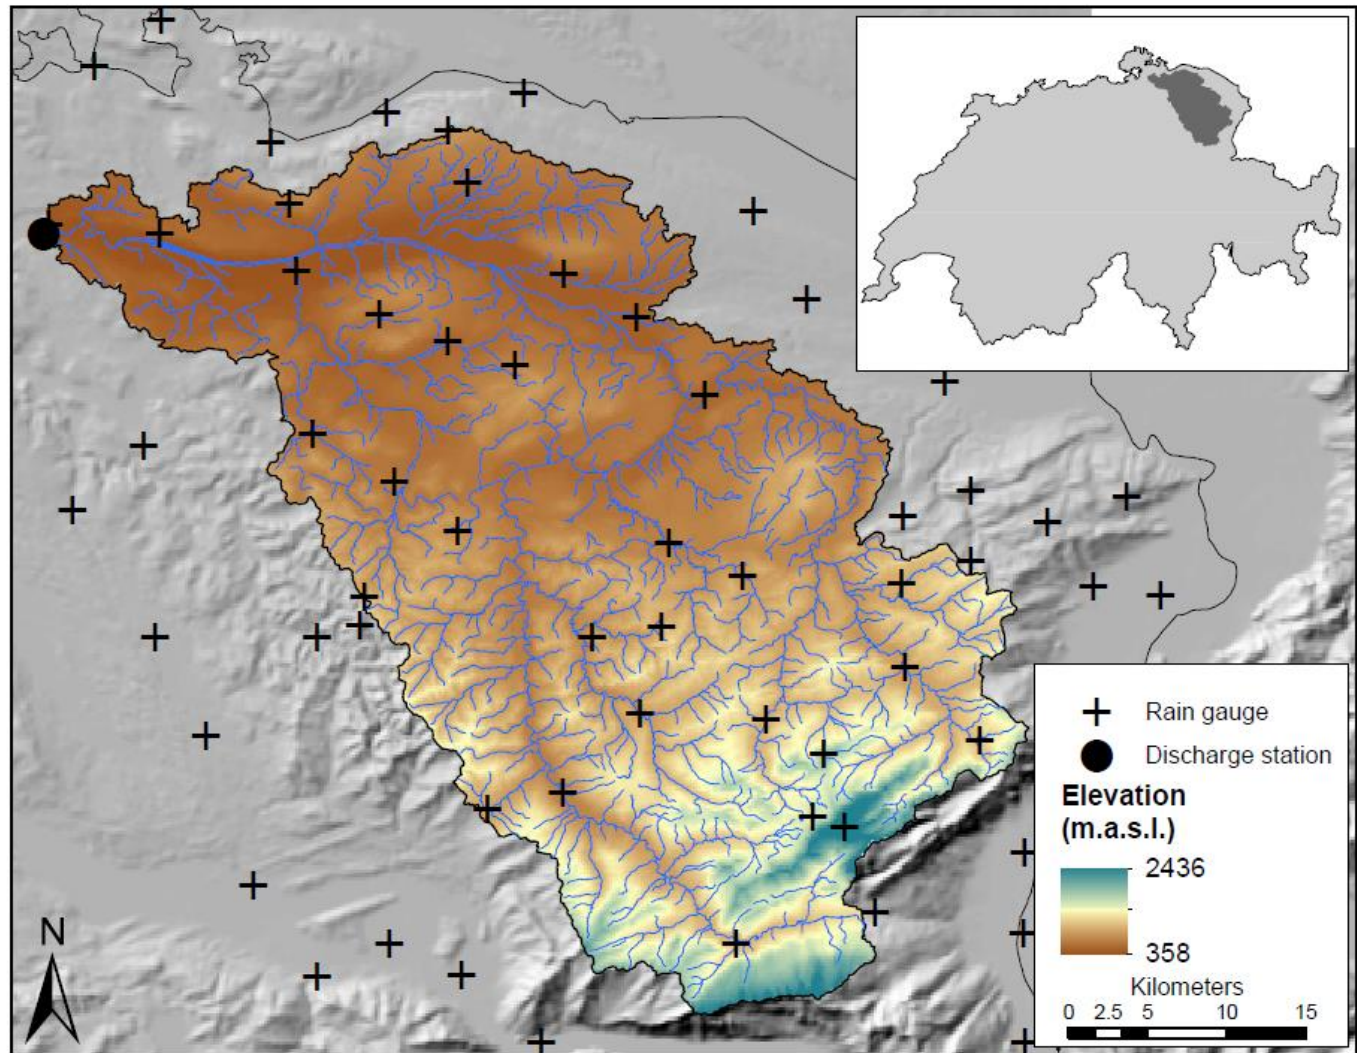 Rain gauge
Discharge station
Elevation
(m.a.s.l.)
2436
358
N
Kilometers
0 2.5 5 10 15